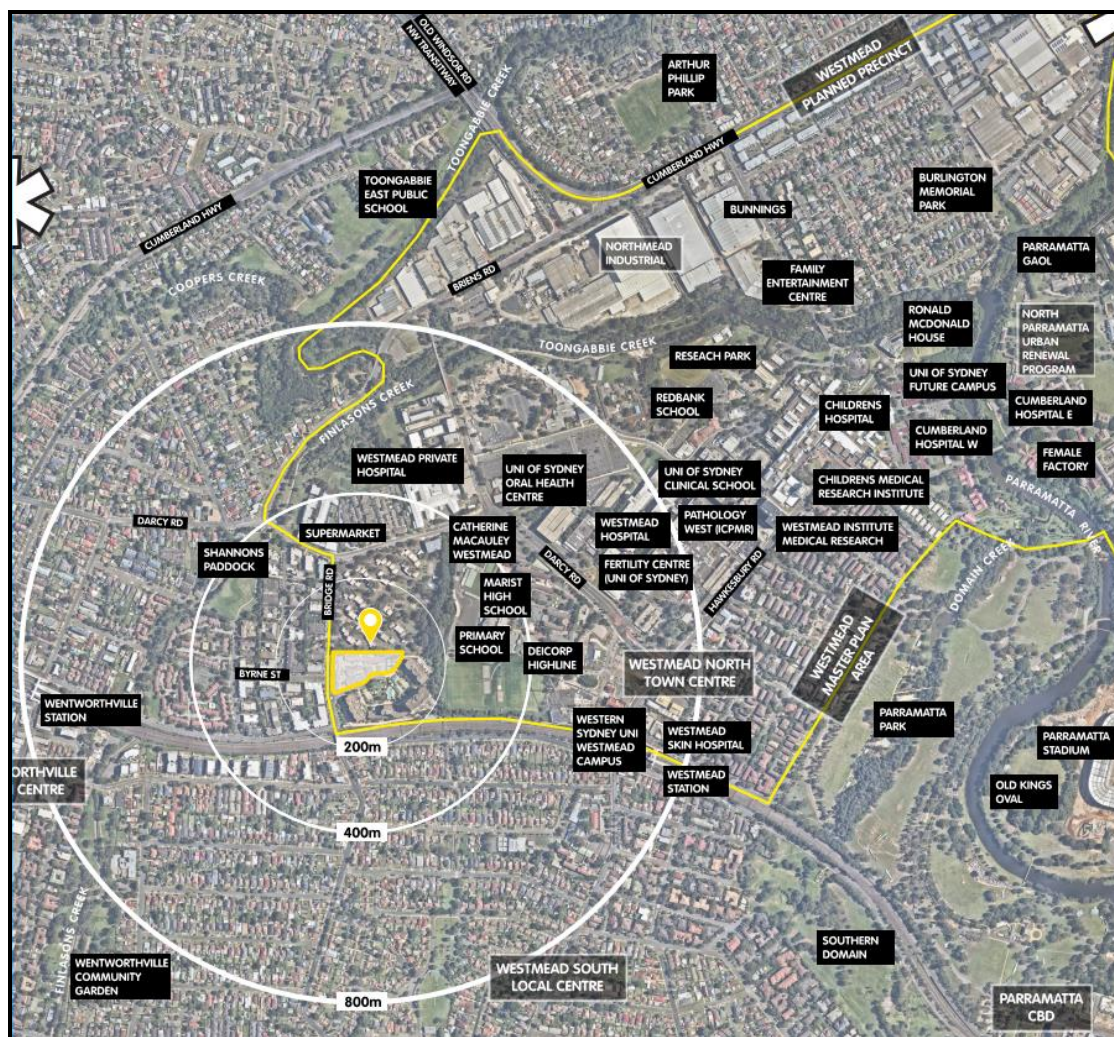 OLD WINDSOR RD
NW TRANSITWAY
ARTHUR
PHILLIP
PARK
WESTMEAD
PLANNED PRECINCT
TOONGABBIE CREEK
CUMBERLAND HWY
TOONGABBIE
EAST PUBLIC
SCHOOL
BURLINGTON
MEMORIAL
PARK
BUNNINGS
CUMBERLAND HWY
NORTHMEAD
INDUSTRIAL
PARRAMATTA
GAOL
COOPERS CREEK
BRIENS RD
FAMILY
ENTERTAINMENT
CENTRE
RONALD
MCDONALD
HOUSE
NORTH
PARRAMATTA
URBAN
RENEWAL
PROGRAM
TOONGABBIE CREEK
RESEACH PARK
UNI OF SYDNEY
FUTURE CAMPUS
REDBANK
SCHOOL
CHILDRENS
HOSPITAL
CUMBERLAND
HOSPITAL E
FINLASONS CREEK
CUMBERLAND
HOSPITAL W
FEMALE
FACTORY
WESTMEAD PRIVATE
HOSPITAL
UNI OF SYDNEY
ORAL HEALTH
CENTRE
UNI OF SYDNEY
CLINICAL SCHOOL
CHILDRENS MEDICAL
RESEARCH INSTITUTE
PARRAMATTA RIVER
DARCY RD
SUPERMARKET
CATHERINE
MACAULEY
WESTMEAD
WESTMEAD
HOSPITAL
PATHOLOGY
WEST (ICPMR)
WESTMEAD INSTITUTE
MEDICAL RESEARCH
SHANNONS
PADDOCK
DARCY RD
FERTILITY CENTRE
(UNI OF SYDNEY)
HAWKESBURY RD
DOMAIN CREEK
BRIDGE RD
MARIST
HIGH
SCHOOL
PRIMARY
SCHOOL
DEICORP
HIGHLINE
WESTMEAD NORTH
TOWN CENTRE
WESTMEAD
MASTER PLAN
AREA
BYRNE ST
WENTWORTHVILLE
STATION
200m
WESTERN
SYDNEY UNI
WESTMEAD
CAMPUS
WESTMEAD
SKIN HOSPITAL
PARRAMATTA
PARK
PARRAMATTA
STADIUM
ORTHVILLE
CENTRE
WESTMEAD
STATION
OLD KINGS
OVAL
400m
FINLASONS CREEK
WENTWORTHVILLE
COMMUNITY
GARDEN
SOUTHERN
DOMAIN
WESTMEAD SOUTH
LOCAL CENTRE
800m
PARRAMATTA
CBD